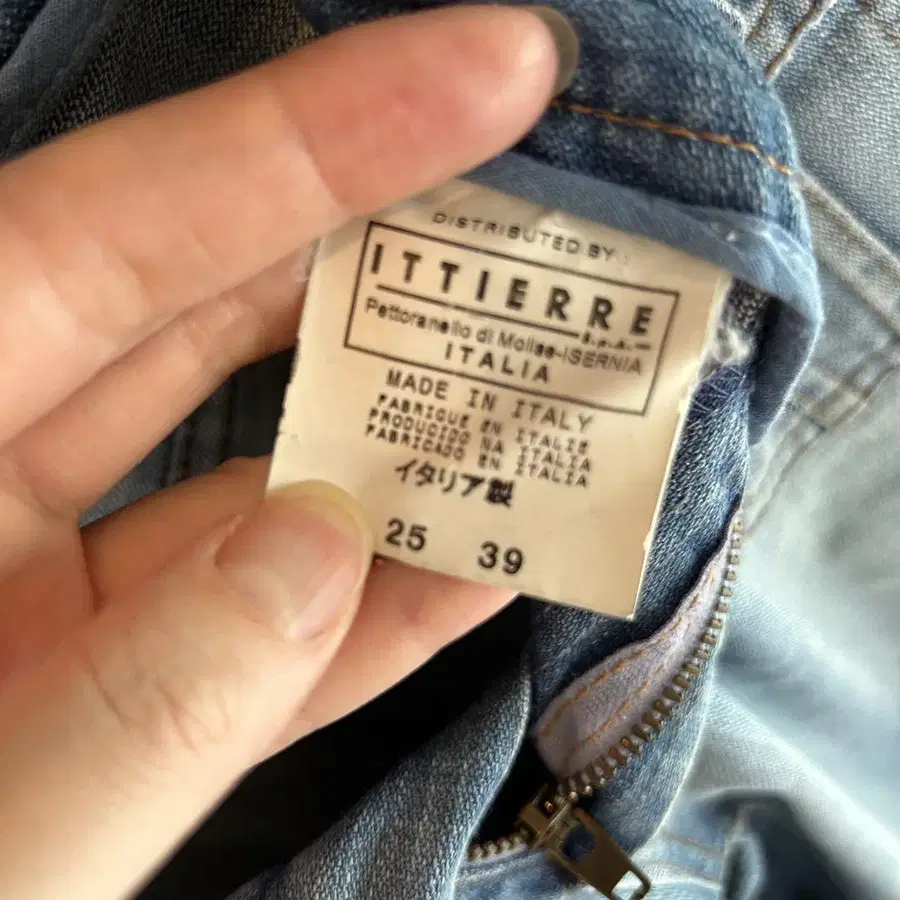 DISTRIBUTED BY:
ITTIERRE
S.p.A.
Pettoranello di Molise-ISERNIA
ITALIA
MADE IN ITALY
FABRIQUE EN ITALIE
PRODUCIDO NA ITALIA
FABRICADO EN ITALIA
イタリア製
25 39